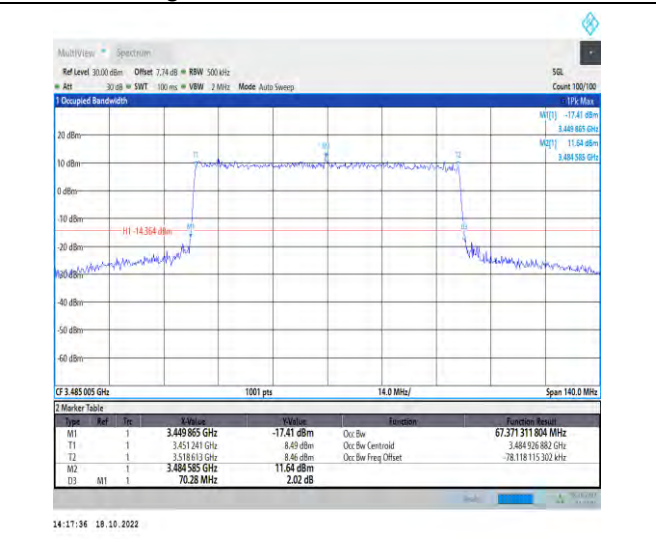 MultiView Spectrum
Ref Level 30.00 dBm Offset 7.74 dB RBW 500 kHz SGL
Att 30 dB SWT 100 ms VBW 2 MHz Mode Auto Sweep Count 100/100
1 Occupied Bandwidth 1Pk Max
M1[1] -17.41 dBm
3.449 865 GHz
20 dBm
M2[1] 11.64 dBm
3.484 585 GHz
T1 M2 T2
10 dBm
0 dBm
-10 dBm
H1 -14.364 dBm M1 D3
-20 dBm
-30 dBm
-40 dBm
-50 dBm
-60 dBm
CF 3.485 005 GHz 1001 pts 14.0 MHz/ Span 140.0 MHz
2 Marker Table
Type Ref Trc X-Value Y-Value Function Function Result
M1 1 3.449 865 GHz -17.41 dBm Occ Bw 67.371 311 804 MHz
T1 1 3.451 241 GHz 8.49 dBm Occ Bw Centroid 3.484 926 882 GHz
T2 1 3.518 613 GHz 8.46 dBm Occ Bw Freq Offset -78.118 115 302 kHz
M2 1 3.484 585 GHz 11.64 dBm
D3 M1 1 70.28 MHz 2.02 dB
Ready
14:17:36 18.10.2022